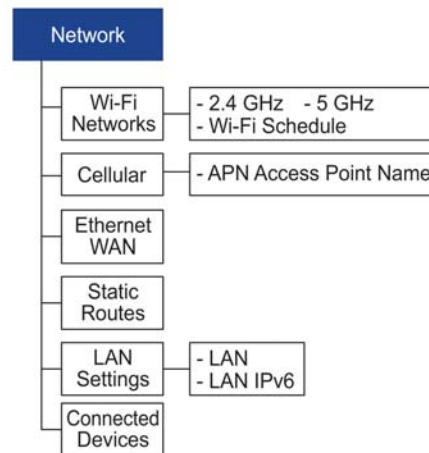 Network
Wi-Fi
Networks
- 2.4 GHz - 5 GHz
- Wi-Fi Schedule
Cellular
- APN Access Point Name
Ethernet
WAN
Static
Routes
LAN
Settings
- LAN
- LAN IPv6
Connected
Devices